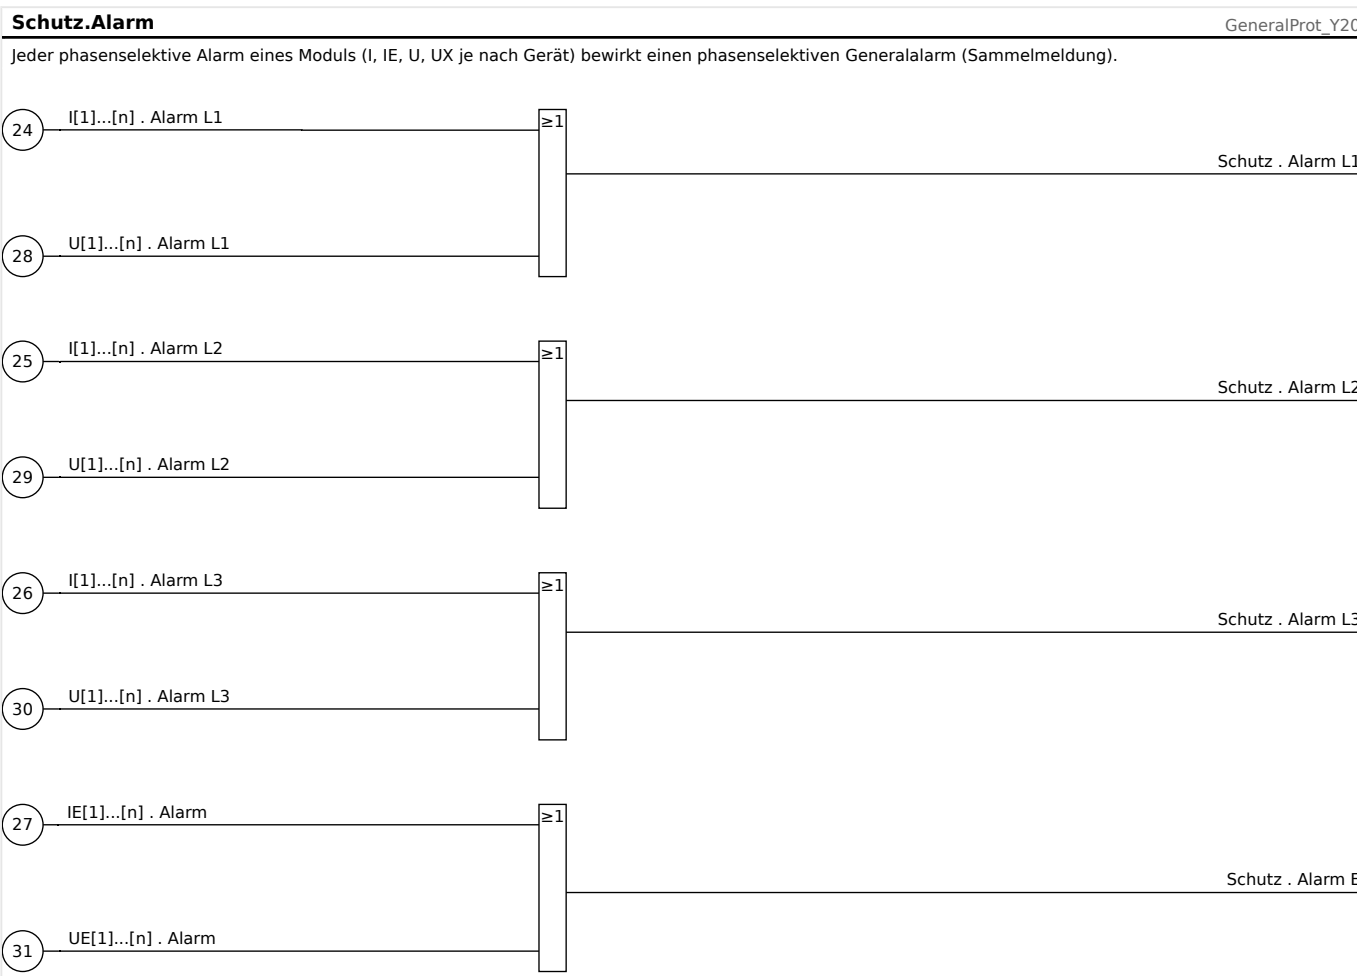 Schutz.Alarm
GeneralProt_Y20
Jeder phasenselektive Alarm eines Moduls (I, IE, U, UX je nach Gerät) bewirkt einen phasenselektiven Generalalarm (Sammelmeldung).
I[1]...[n] . Alarm L1
24
≥1
Schutz . Alarm L1
U[1]...[n] . Alarm L1
28
I[1]...[n] . Alarm L2
25
≥1
Schutz . Alarm L2
U[1]...[n] . Alarm L2
29
I[1]...[n] . Alarm L3
26
≥1
Schutz . Alarm L3
U[1]...[n] . Alarm L3
30
IE[1]...[n] . Alarm
27
≥1
Schutz . Alarm E
UE[1]...[n] . Alarm
31